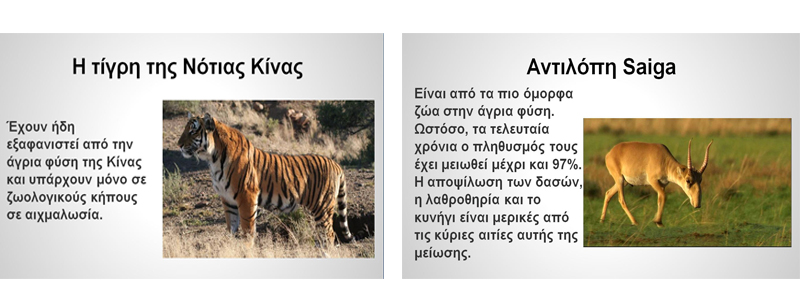 Η τίγρη της Νότιας Κίνας
Έχουν ήδη
εξαφανιστεί από την
άγρια φύση της Κίνας
και υπάρχουν μόνο σε
ζωολογικούς κήπους
σε αιχμαλωσία.
Αντιλόπη Saiga
Είναι από τα πιο όμορφα
ζώα στην άγρια φύση.
Ωστόσο, τα τελευταία
χρόνια ο πληθυσμός τους
έχει μειωθεί μέχρι και 97%.
Η αποψίλωση των δασών,
η λαθροθηρία και το
κυνήγι είναι μερικές από
τις κύριες αιτίες αυτής της
μείωσης.